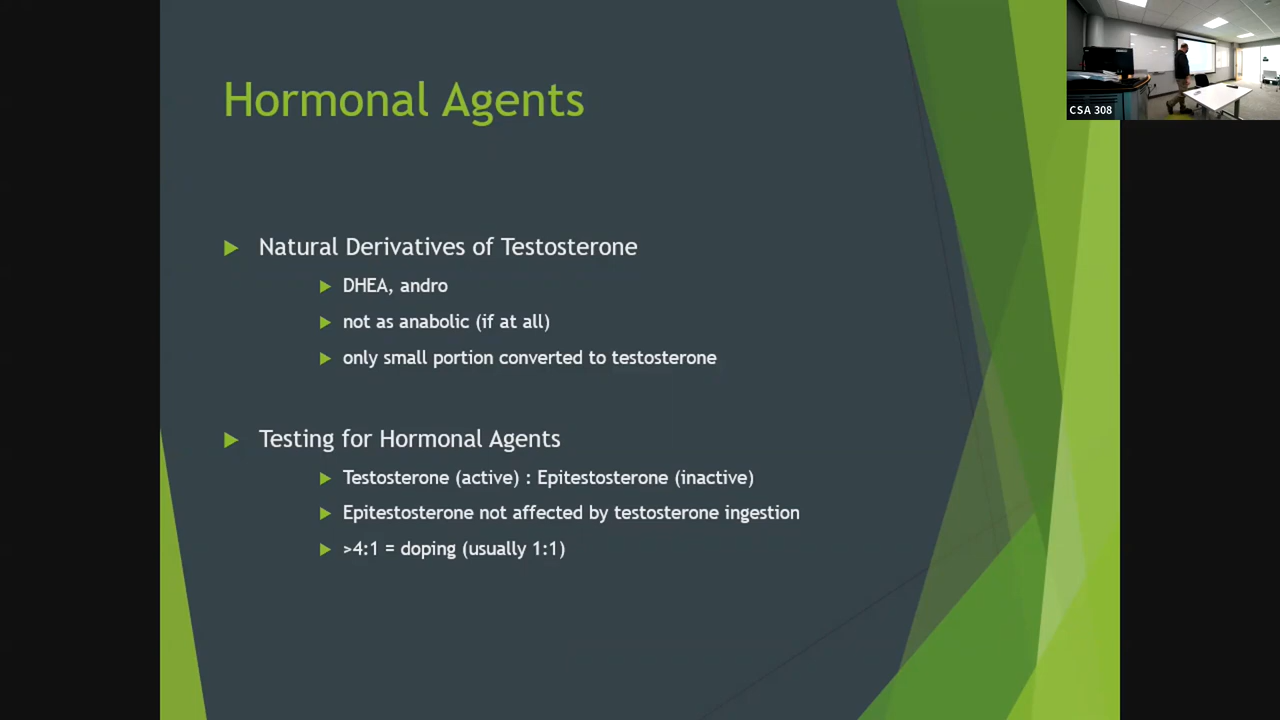 Hormonal Agents
CSA 308
Natural Derivatives of Testosterone
DHEA, andro
not as anabolic (if at all)
only small portion converted to testosterone
Testing for Hormonal Agents
Testosterone (active) : Epitestosterone (inactive)
Epitestosterone not affected by testosterone ingestion
>4:1 = doping (usually 1:1)